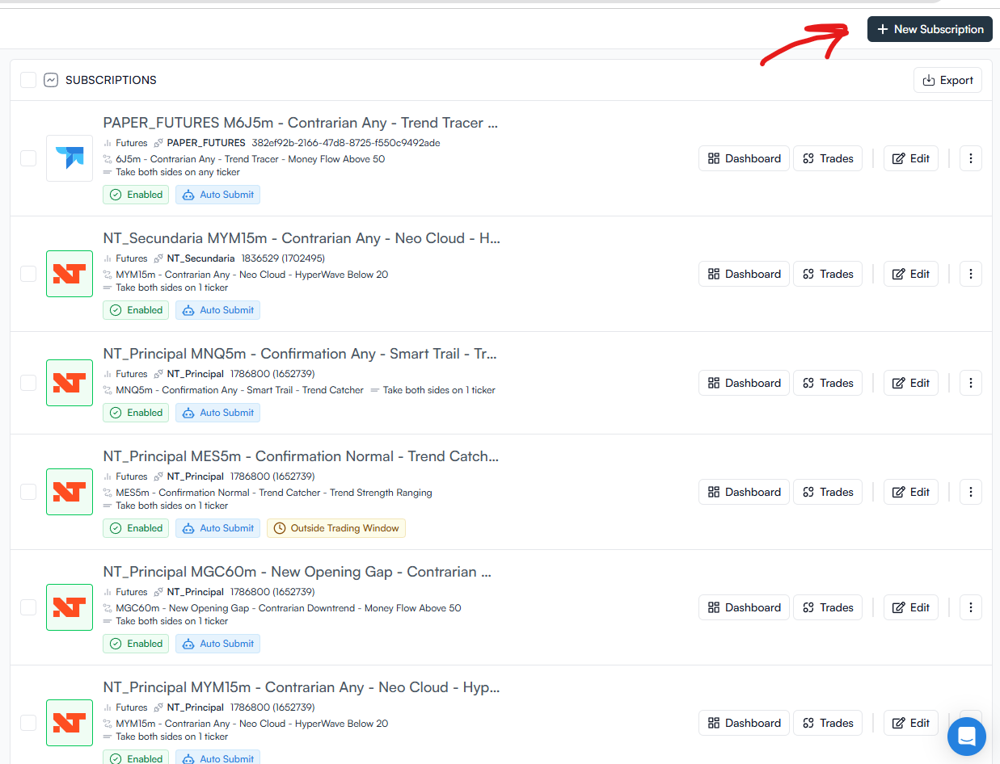 New Subscription
SUBSCRIPTIONS
Export
PAPER_FUTURES M6J5m - Contrarian Any - Trend Tracer ...
Futures PAPER_FUTURES 382ef92b-2166-47d8-8725-f550c9492ade
6J5m - Contrarian Any - Trend Tracer - Money Flow Above 50
Take both sides on any ticker
Enabled Auto Submit
Dashboard Trades Edit
NT_Secundaria MYM15m - Contrarian Any - Neo Cloud - H...
Futures NT_Secundaria 1836529 (1702495)
MYM15m - Contrarian Any - Neo Cloud - HyperWave Below 20
Take both sides on 1 ticker
Enabled Auto Submit
Dashboard Trades Edit
NT_Principal MNQ5m - Confirmation Any - Smart Trail - Tr...
Futures NT_Principal 1786800 (1652739)
MNQ5m - Confirmation Any - Smart Trail - Trend Catcher Take both sides on 1 ticker
Enabled Auto Submit
Dashboard Trades Edit
NT_Principal MES5m - Confirmation Normal - Trend Catch...
Futures NT_Principal 1786800 (1652739)
MES5m - Confirmation Normal - Trend Catcher - Trend Strength Ranging
Take both sides on 1 ticker
Enabled Auto Submit Outside Trading Window
Dashboard Trades Edit
NT_Principal MGC60m - New Opening Gap - Contrarian ...
Futures NT_Principal 1786800 (1652739)
MGC60m - New Opening Gap - Contrarian Downtrend - Money Flow Above 50
Take both sides on 1 ticker
Enabled Auto Submit
Dashboard Trades Edit
NT_Principal MYM15m - Contrarian Any - Neo Cloud - Hyp...
Futures NT_Principal 1786800 (1652739)
MYM15m - Contrarian Any - Neo Cloud - HyperWave Below 20
Take both sides on 1 ticker
Enabled Auto Submit
Dashboard Trades Edit